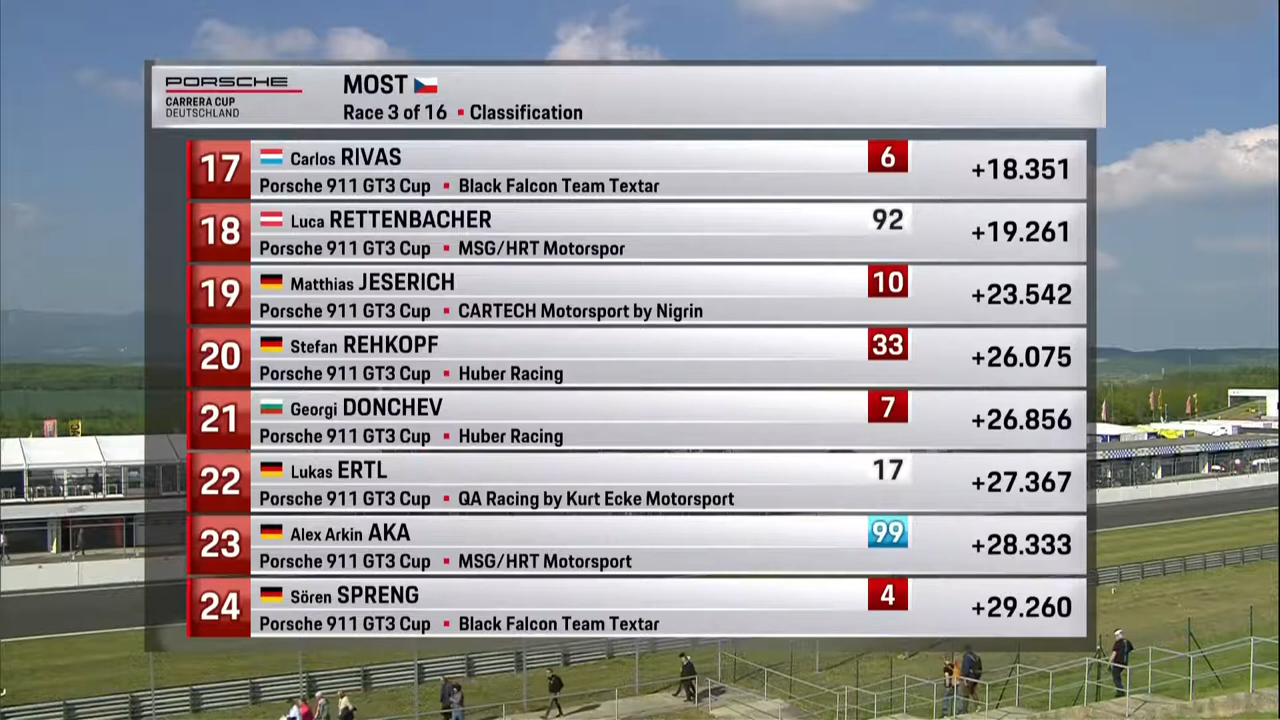 PORSCHE
CARRERA CUP
DEUTSCHLAND
MOST
Race 3 of 16 ▪ Classification
17 Carlos RIVAS 6 +18.351
Porsche 911 GT3 Cup ▪ Black Falcon Team Textar
18 Luca RETTENBACHER 92 +19.261
Porsche 911 GT3 Cup ▪ MSG/HRT Motorspor
19 Matthias JESERICH 10 +23.542
Porsche 911 GT3 Cup ▪ CARTECH Motorsport by Nigrin
20 Stefan REHKOPF 33 +26.075
Porsche 911 GT3 Cup ▪ Huber Racing
21 Georgi DONCHEV 7 +26.856
Porsche 911 GT3 Cup ▪ Huber Racing
22 Lukas ERTL 17 +27.367
Porsche 911 GT3 Cup ▪ QA Racing by Kurt Ecke Motorsport
23 Alex Arkin AKA 99 +28.333
Porsche 911 GT3 Cup ▪ MSG/HRT Motorsport
24 Sören SPRENG 4 +29.260
Porsche 911 GT3 Cup ▪ Black Falcon Team Textar